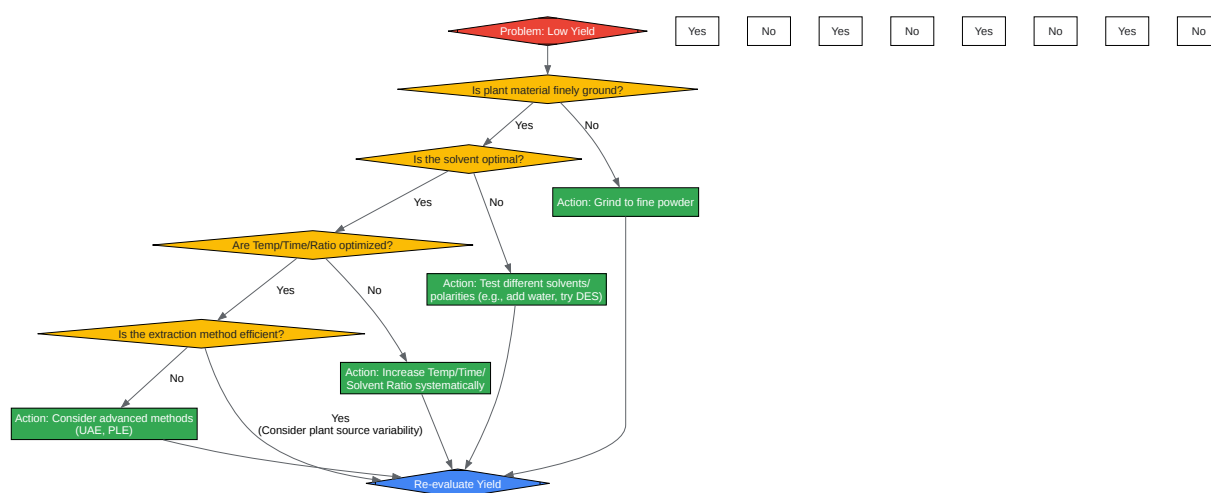 Problem: Low Yield
Yes
No
Yes
No
Yes
No
Yes
No
Is plant material finely ground?
Yes
No
Is the solvent optimal?
Action: Grind to fine powder
Yes
No
Are Temp/Time/Ratio optimized?
Action: Test different solvents/
polarities (e.g., add water, try DES)
Yes
No
Is the extraction method efficient?
Action: Increase Temp/Time/
Solvent Ratio systematically
No
Action: Consider advanced methods
(UAE, PLE)
Yes
(Consider plant source variability)
Re-evaluate Yield